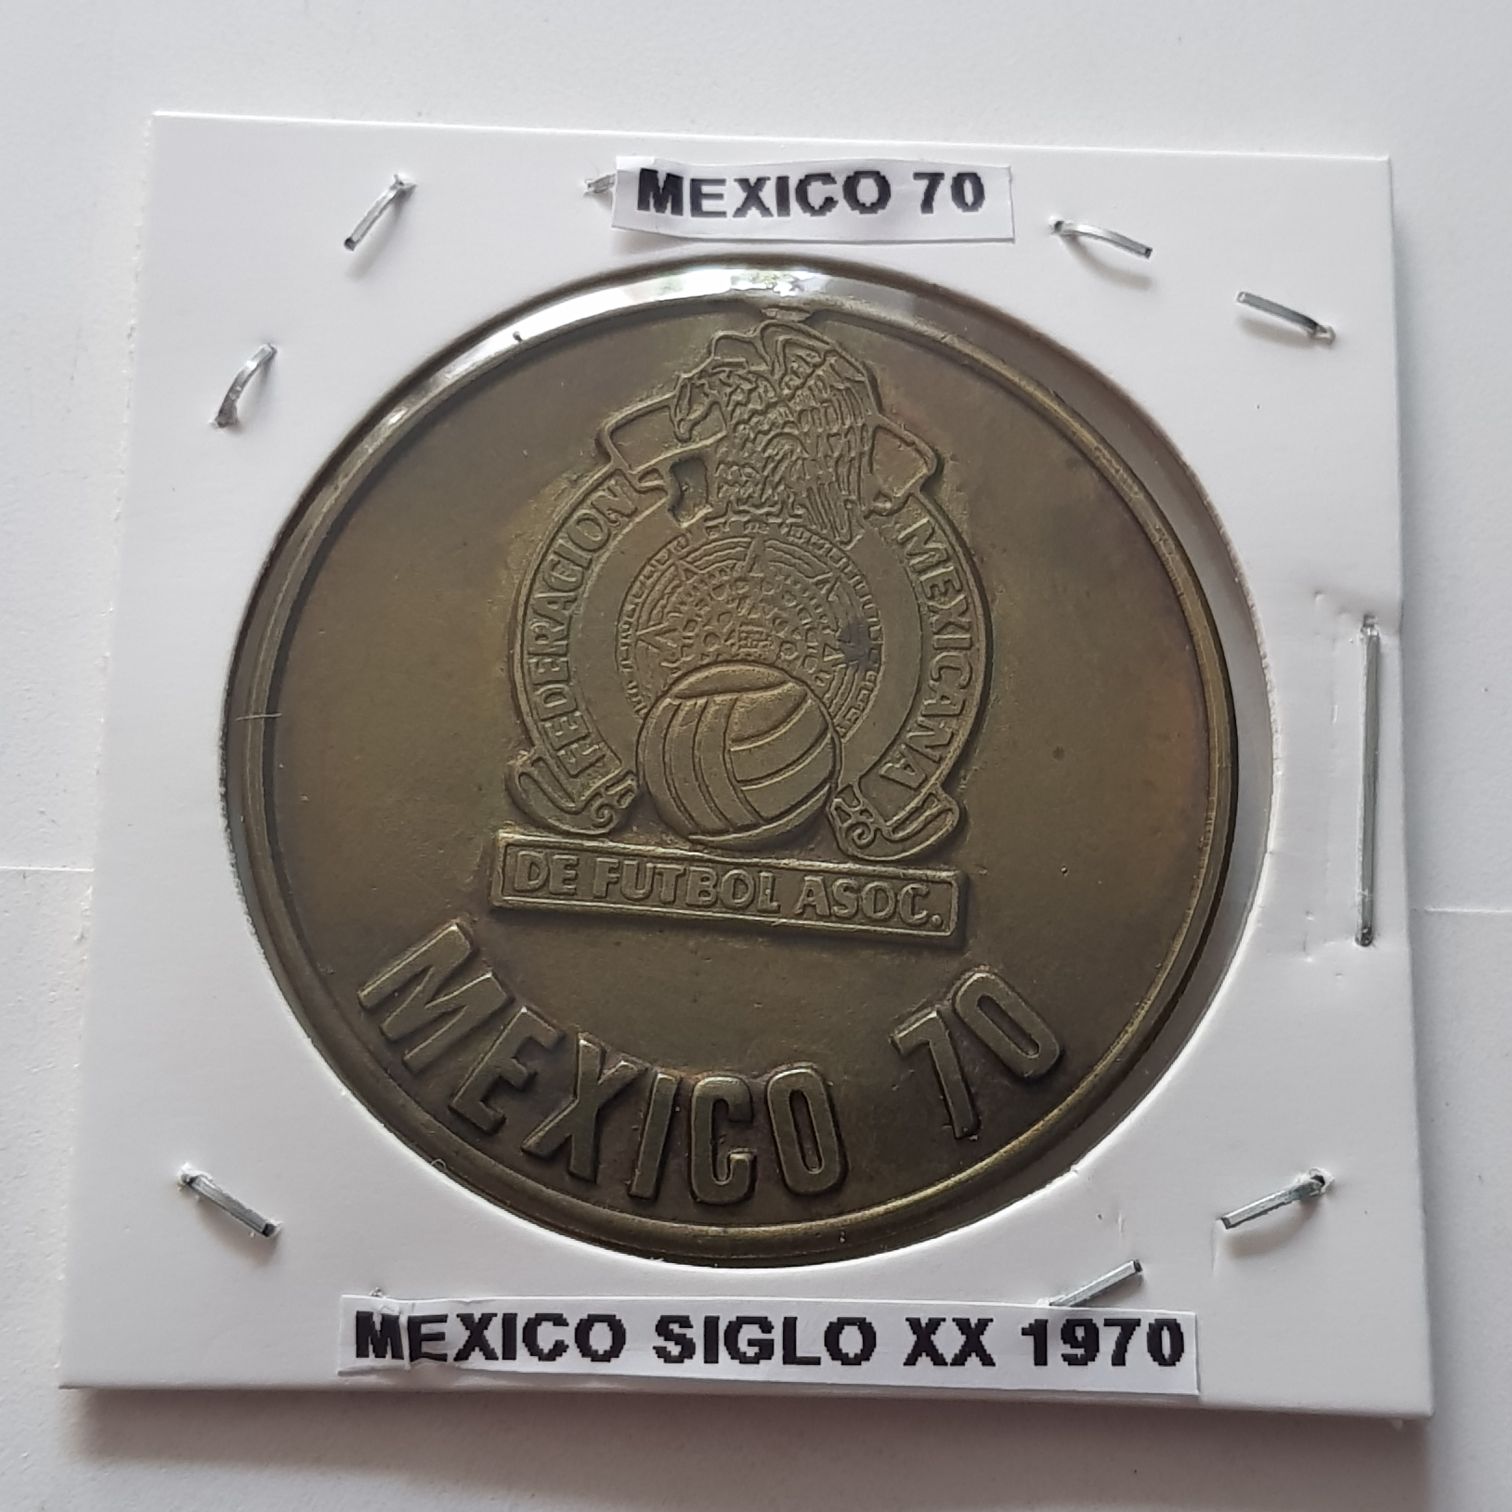 MEXICO 70
FEDERACION MEXICANA
DE FUTBOL ASOC.
MEXICO 70
MEXICO SIGLO XX 1970